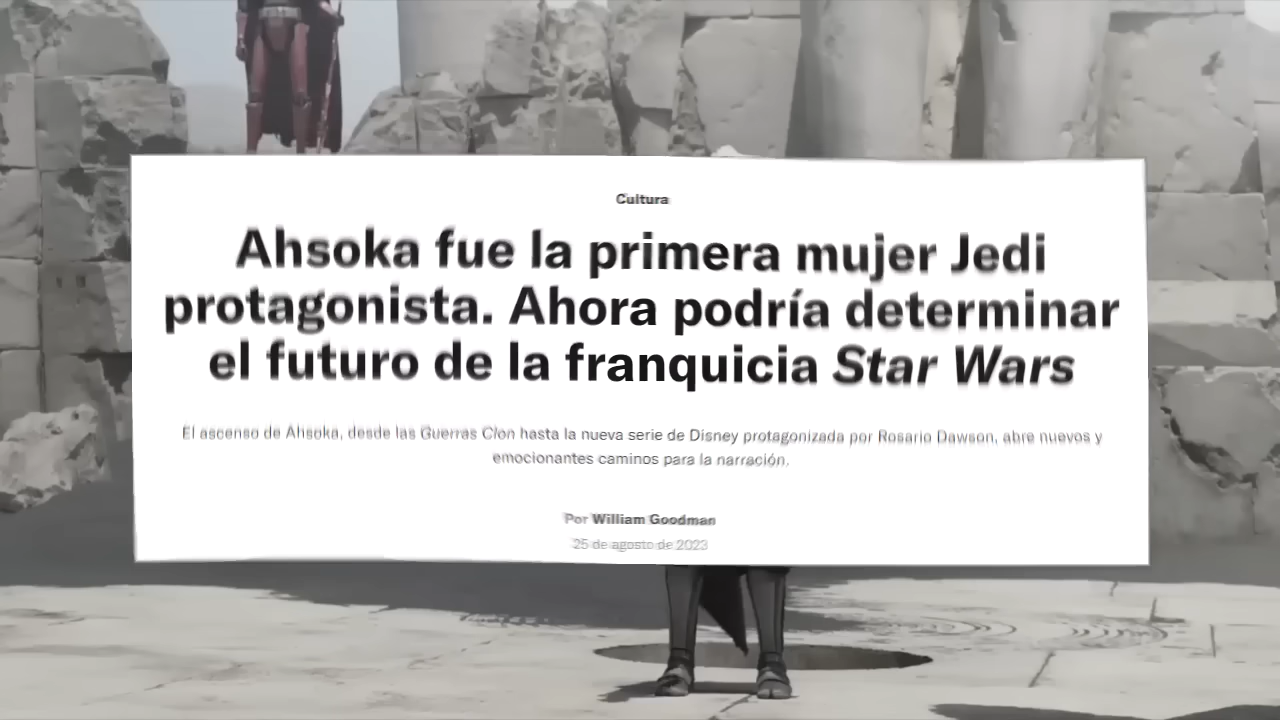 Cultura
Ahsoka fue la primera mujer Jedi
protagonista. Ahora podría determinar
el futuro de la franquicia Star Wars
El ascenso de Ahsoka, desde las Guerras Clon hasta la nueva serie de Disney protagonizada por Rosario Dawson, abre nuevos y
emocionantes caminos para la narración.
Por William Goodman
25 de agosto de 2023